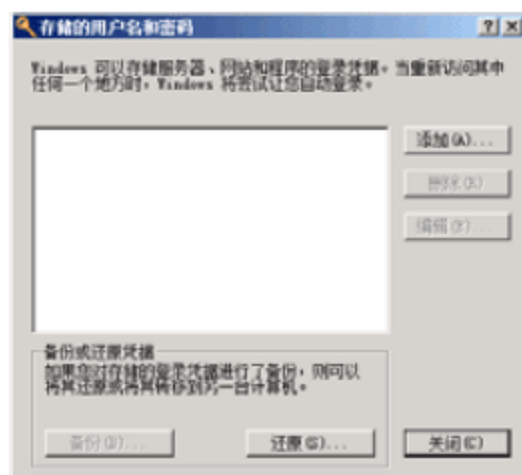 存储的用户名和密码
Windows 可以存储服务器、网站和程序的登录凭据。当重新访问其中
任何一个地方时，Windows 将尝试让您自动登录。
添加(A)...
删除(R)
编辑(E)...
备份或还原凭据
如果您对存储的登录凭据进行了备份，则可以
将其还原或将其转移到另一台计算机。
备份(B)...
还原(S)...
关闭(C)